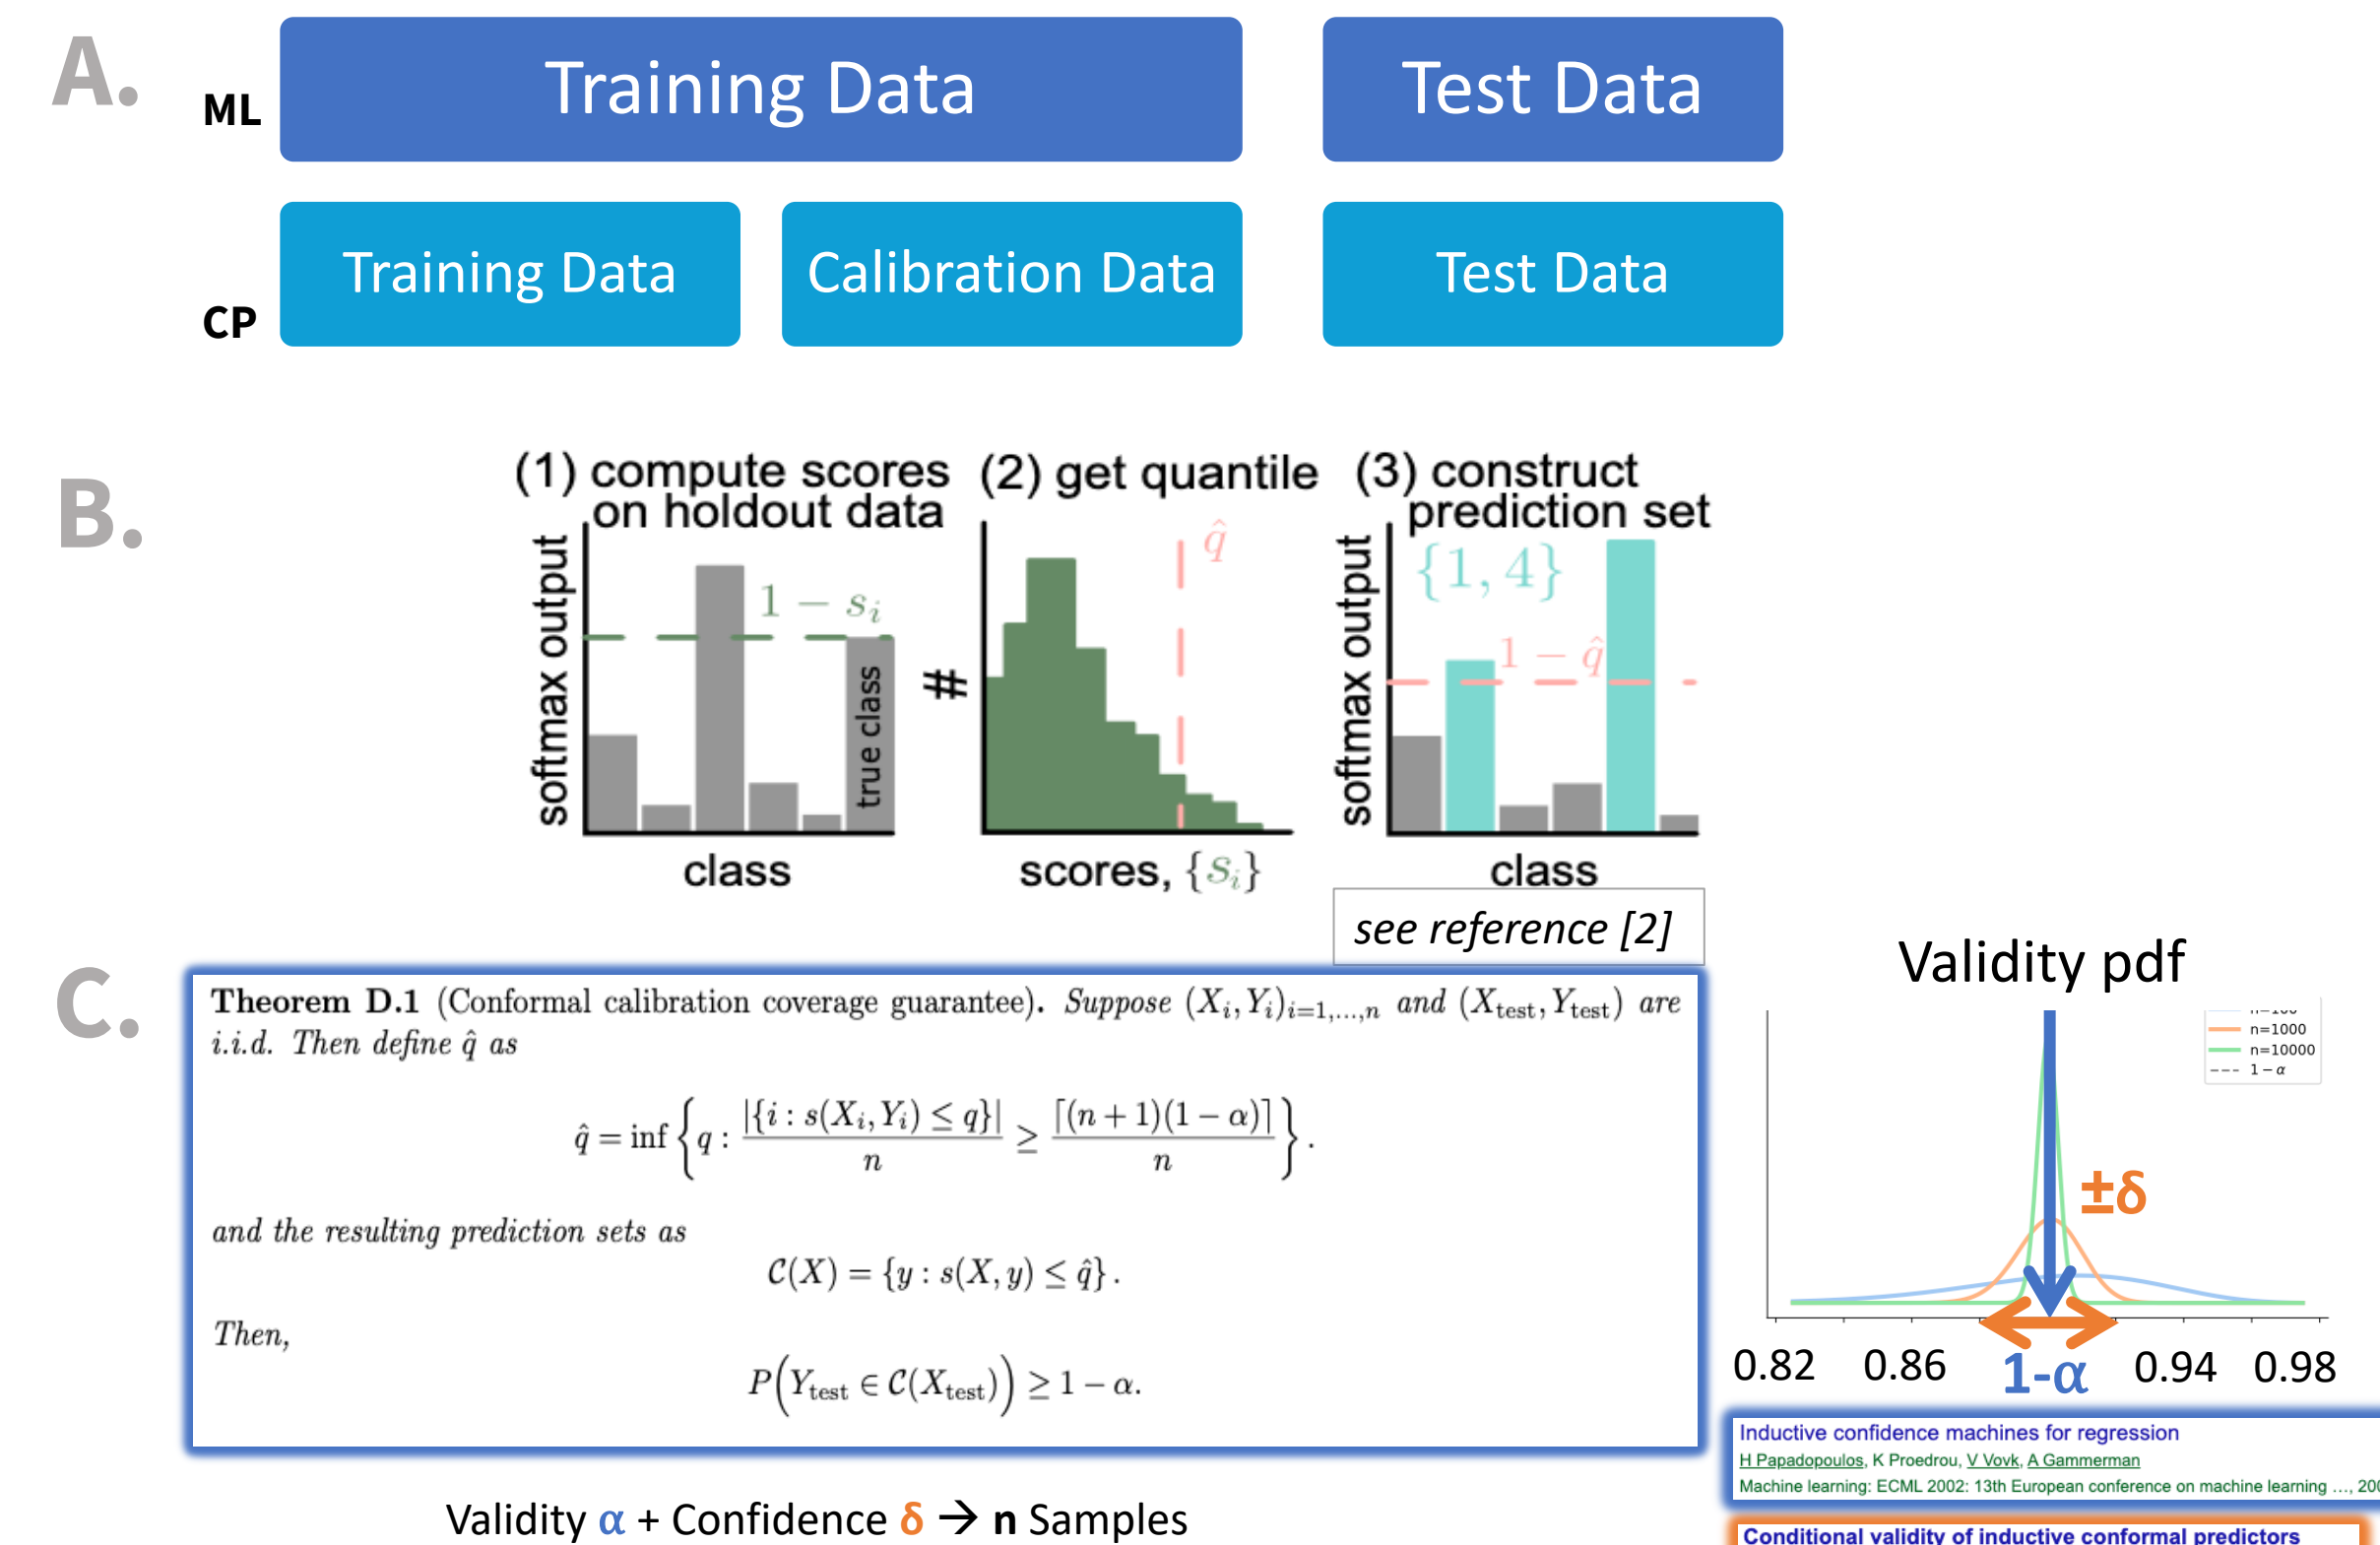 A.
ML
Training Data
Test Data
CP
Training Data
Calibration Data
Test Data
B.
(1) compute scores
on holdout data
softmax output
1 − sᵢ
true class
class
(2) get quantile
q̂
#
scores, {sᵢ}
(3) construct
prediction set
softmax output
{1, 4}
1 − q̂
class
see reference [2]
C.
Theorem D.1 (Conformal calibration coverage guarantee). Suppose (Xᵢ, Yᵢ)ᵢ₌₁,...,ₙ and (X_test, Y_test) are
i.i.d. Then define q̂ as
q̂ = inf { q : |{i : s(Xᵢ, Yᵢ) ≤ q}| / n ≥ ⌈(n + 1)(1 − α)⌉ / n } .
and the resulting prediction sets as
C(X) = {y : s(X, y) ≤ q̂} .
Then,
P(Y_test ∈ C(X_test)) ≥ 1 − α.
Validity α + Confidence δ → n Samples
Validity pdf
n=1000
n=10000
1 − α
±δ
0.82 0.86 1-α 0.94 0.98
Inductive confidence machines for regression
H Papadopoulos, K Proedrou, V Vovk, A Gammerman
Machine learning: ECML 2002: 13th European conference on machine learning ...,
Conditional validity of inductive conformal predictors